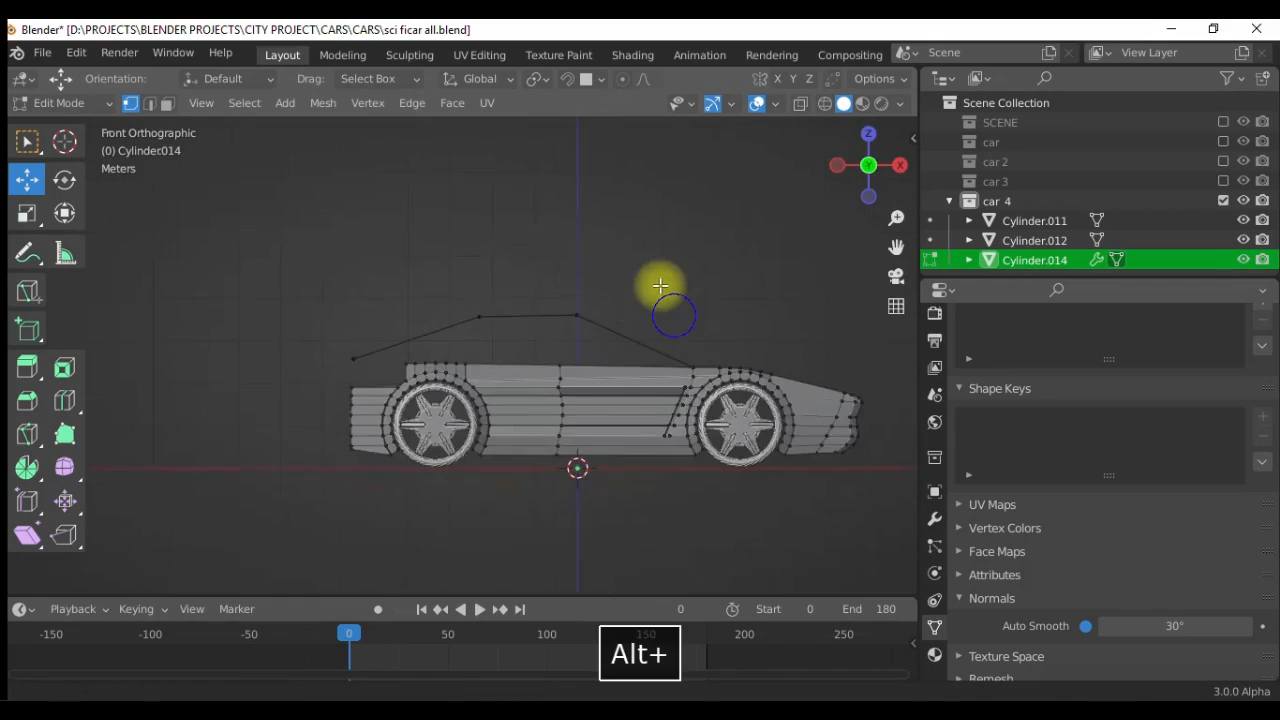 Blender* [D:\PROJECTS\BLENDER PROJECTS\CITY PROJECT\CARS\CARS\sci ficar all.blend]
File Edit Render Window Help Layout Modeling Sculpting UV Editing Texture Paint Shading Animation Rendering Compositing Scene View Layer
Orientation: Default Drag: Select Box Global X Y Z Options
Edit Mode View Select Add Mesh Vertex Edge Face UV
Scene Collection
SCENE
car
car 2
car 3
car 4
Cylinder.011
Cylinder.012
Cylinder.014
Front Orthographic
(0) Cylinder.014
Meters
Z
X
Y
Shape Keys
UV Maps
Vertex Colors
Face Maps
Attributes
Normals
Auto Smooth 30°
Texture Space
Remesh
Playback Keying View Marker 0 Start 0 End 180
-150 -100 -50 0 50 100 150 200 250
Alt+
3.0.0 Alpha